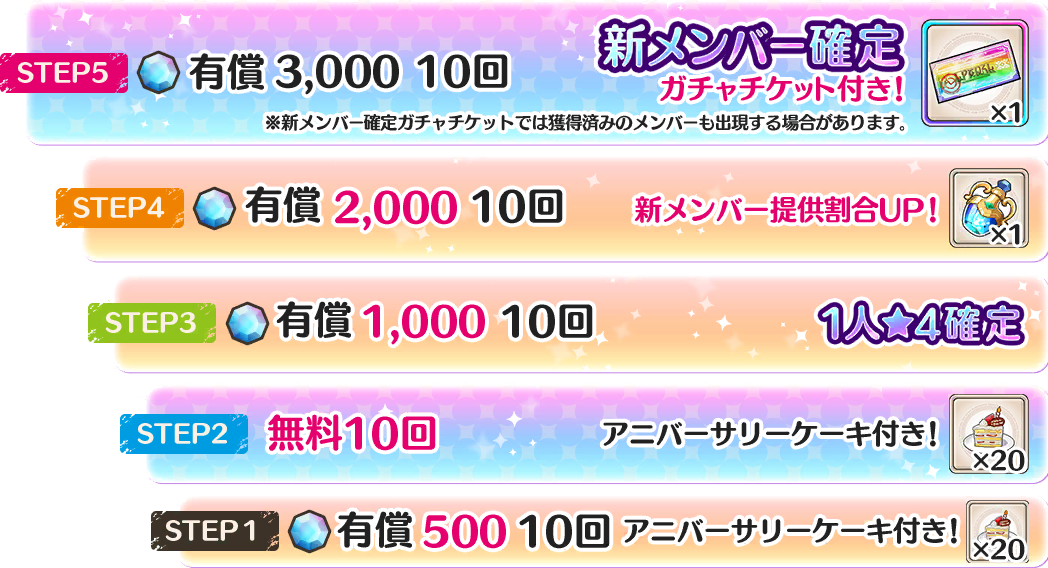 STEP5 有償 3,000 10回 新メンバー確定
ガチャチケット付き! ×1
※新メンバー確定ガチャチケットでは獲得済みのメンバーも出現する場合があります。
STEP4 有償 2,000 10回 新メンバー提供割合UP! ×1
STEP3 有償 1,000 10回 1人★4確定
STEP2 無料10回 アニバーサリーケーキ付き! ×20
STEP1 有償 500 10回 アニバーサリーケーキ付き! ×20